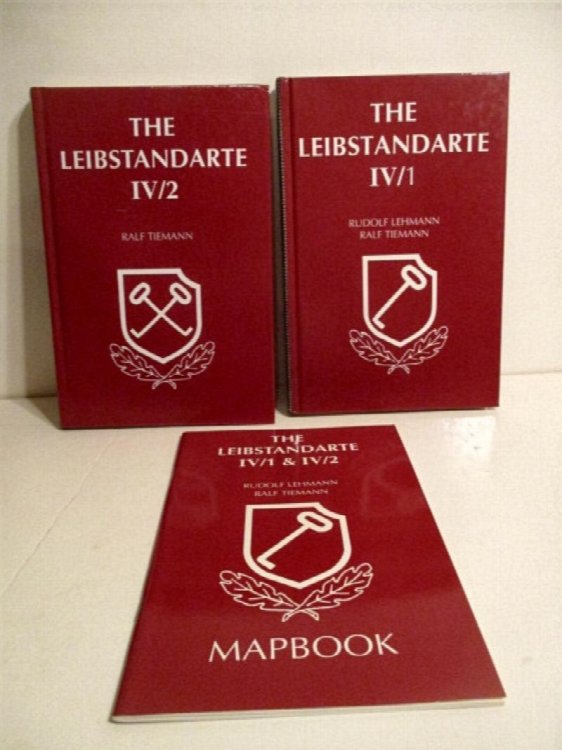 THE
LEIBSTANDARTE
IV/2
RALF TIEMANN
THE
LEIBSTANDARTE
IV/1
RUDOLF LEHMANN
RALF TIEMANN
THE
LEIBSTANDARTE
IV/1 & IV/2
RUDOLF LEHMANN
RALF TIEMANN
MAPBOOK